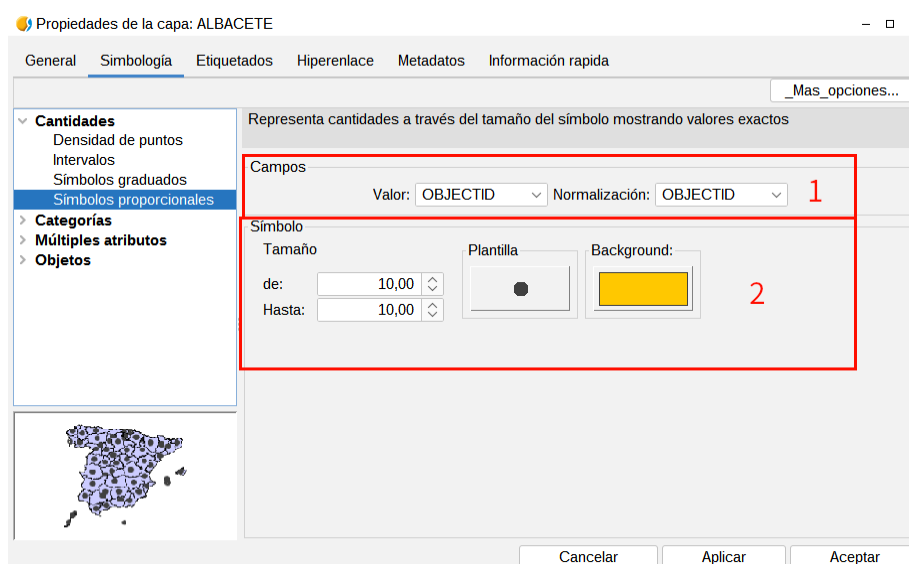 Propiedades de la capa: ALBACETE
General Simbología Etiquetados Hiperenlace Metadatos Información rapida
_Mas_opciones...
Cantidades
Densidad de puntos
Intervalos
Símbolos graduados
Símbolos proporcionales
Categorías
Múltiples atributos
Objetos
Representa cantidades a través del tamaño del símbolo mostrando valores exactos
Campos
Valor: OBJECTID Normalización: OBJECTID 1
Símbolo
Tamaño Plantilla Background:
de: 10,00
Hasta: 10,00
2
Cancelar Aplicar Aceptar